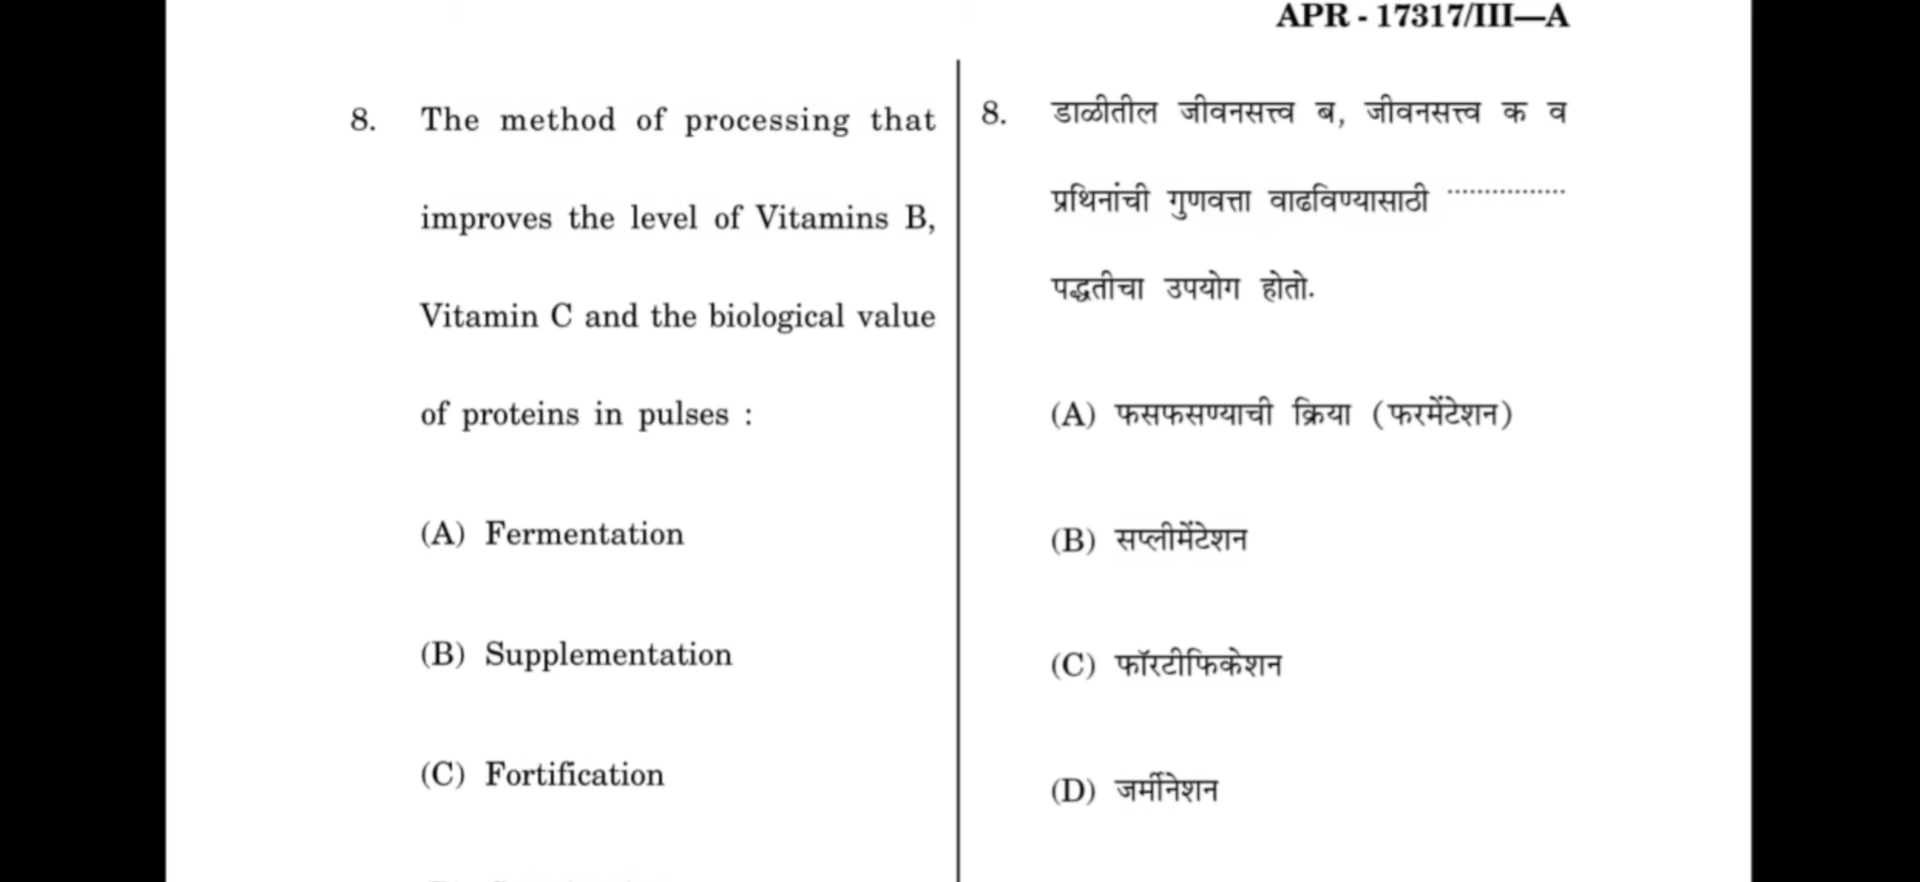 APR - 17317/III—A
8. The method of processing that
improves the level of Vitamins B,
Vitamin C and the biological value
of proteins in pulses :
(A) Fermentation
(B) Supplementation
(C) Fortification
8. डाळीतील जीवनसत्त्व ब, जीवनसत्त्व क व
प्रथिनांची गुणवत्ता वाढविण्यासाठी ................
पद्धतीचा उपयोग होतो.
(A) फसफसण्याची क्रिया (फरमेंटेशन)
(B) सप्लीमेंटेशन
(C) फॉरटीफिकेशन
(D) जर्मीनेशन